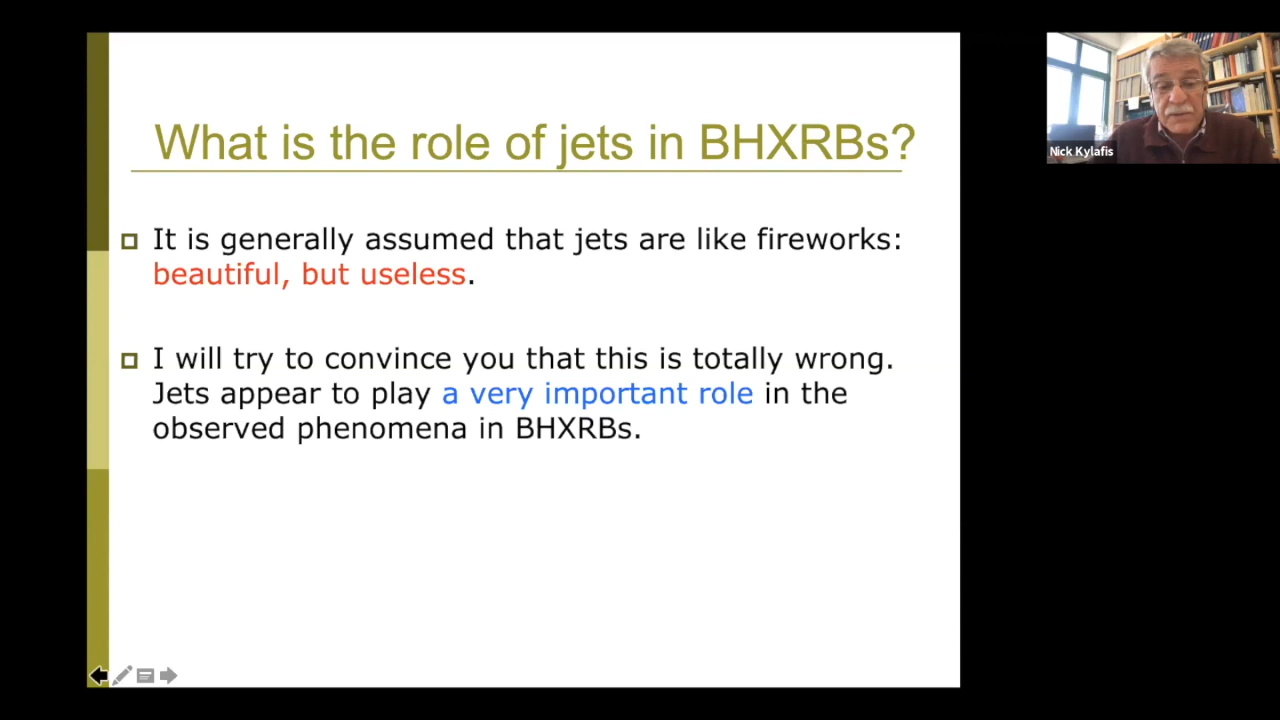 What is the role of jets in BHXRBs?
It is generally assumed that jets are like fireworks:
beautiful, but useless.
I will try to convince you that this is totally wrong.
Jets appear to play a very important role in the
observed phenomena in BHXRBs.
Nick Kylafis